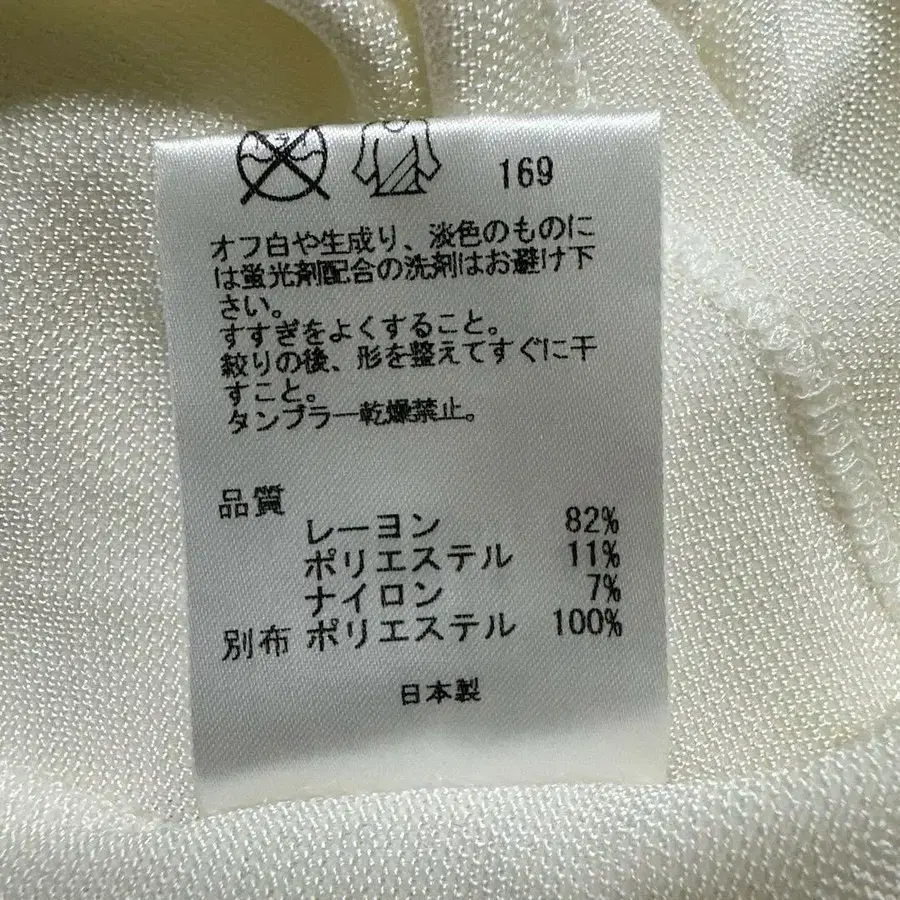 169
オフ白や生成り、淡色のものに
は蛍光剤配合の洗剤はお避け下
さい。
すすぎをよくすること。
絞りの後、形を整えてすぐに干
すこと。
タンブラー乾燥禁止。
品質
レーヨン 82%
ポリエステル 11%
ナイロン 7%
別布 ポリエステル 100%
日本製